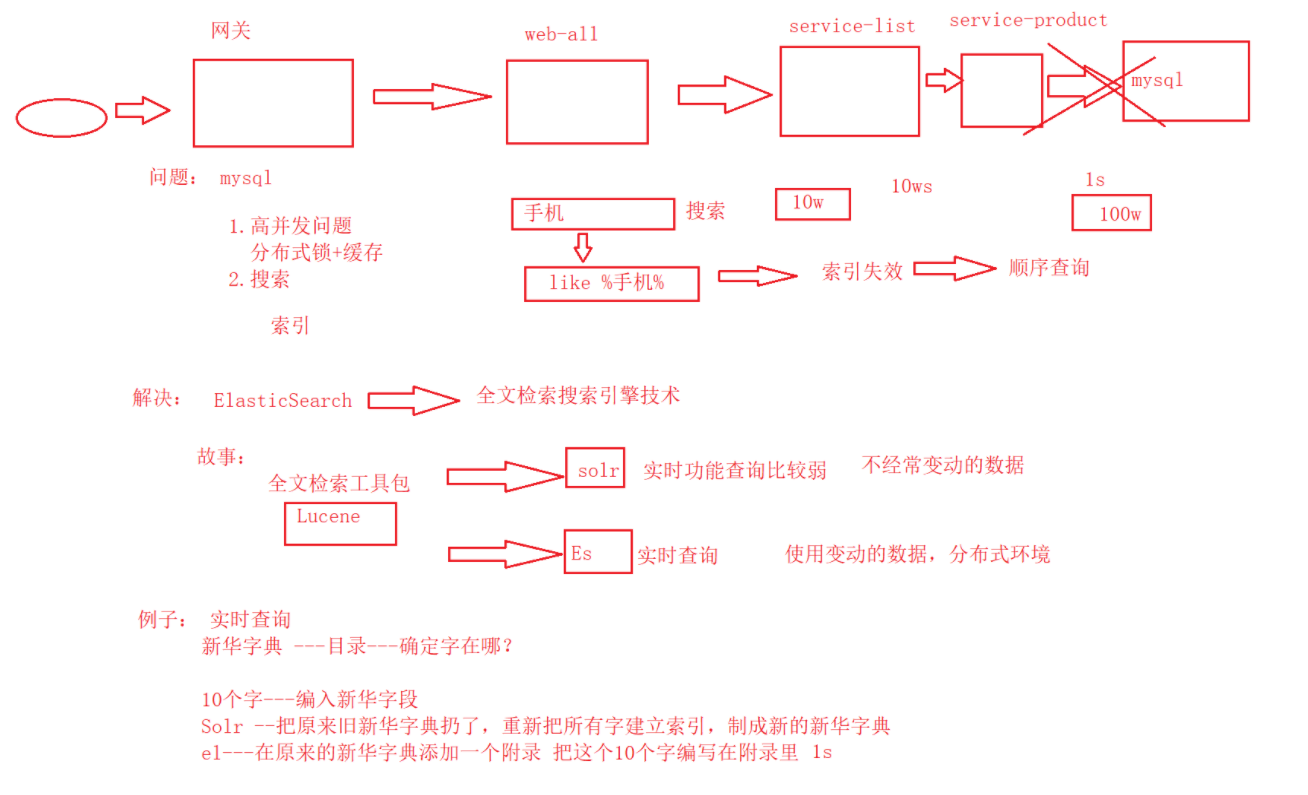 网关
web-all
service-list
service-product
mysql
问题: mysql
1.高并发问题
分布式锁+缓存
2.搜索
索引
手机
搜索
10w
10ws
1s
100w
like %手机%
索引失效
顺序查询
解决: ElasticSearch
全文检索搜索引擎技术
故事:
全文检索工具包
Lucene
solr
实时功能查询比较弱
不经常变动的数据
Es
实时查询
使用变动的数据, 分布式环境
例子: 实时查询
新华字典 ---目录---确定字在哪?
10个字---编入新华字段
Solr --把原来旧新华字典扔了, 重新把所有字建立索引, 制成新的新华字典
el---在原来的新华字典添加一个附录 把这个10个字编写在附录里 1s